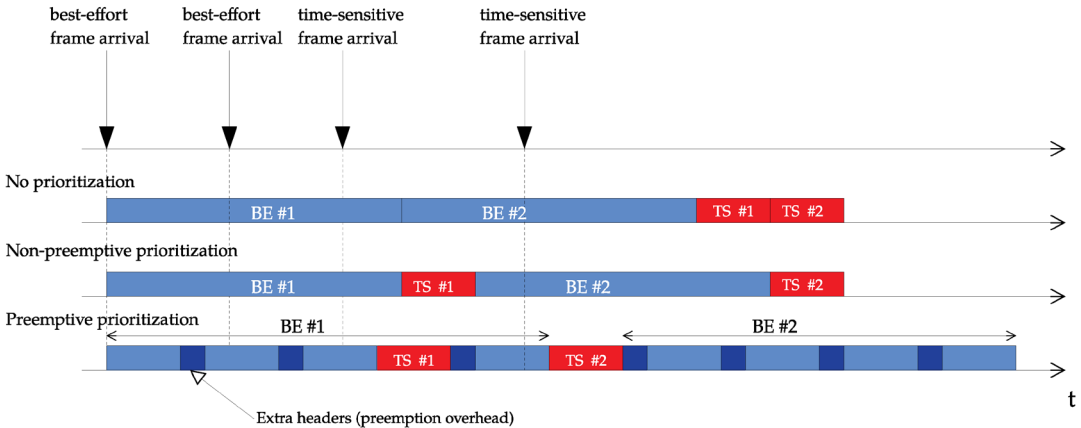 best-effort
frame arrival
best-effort
frame arrival
time-sensitive
frame arrival
time-sensitive
frame arrival
No prioritization
BE #1
BE #2
TS #1
TS #2
Non-preemptive prioritization
BE #1
TS #1
BE #2
TS #2
Preemptive prioritization
BE #1
BE #2
TS #1
TS #2
t
Extra headers (preemption overhead)